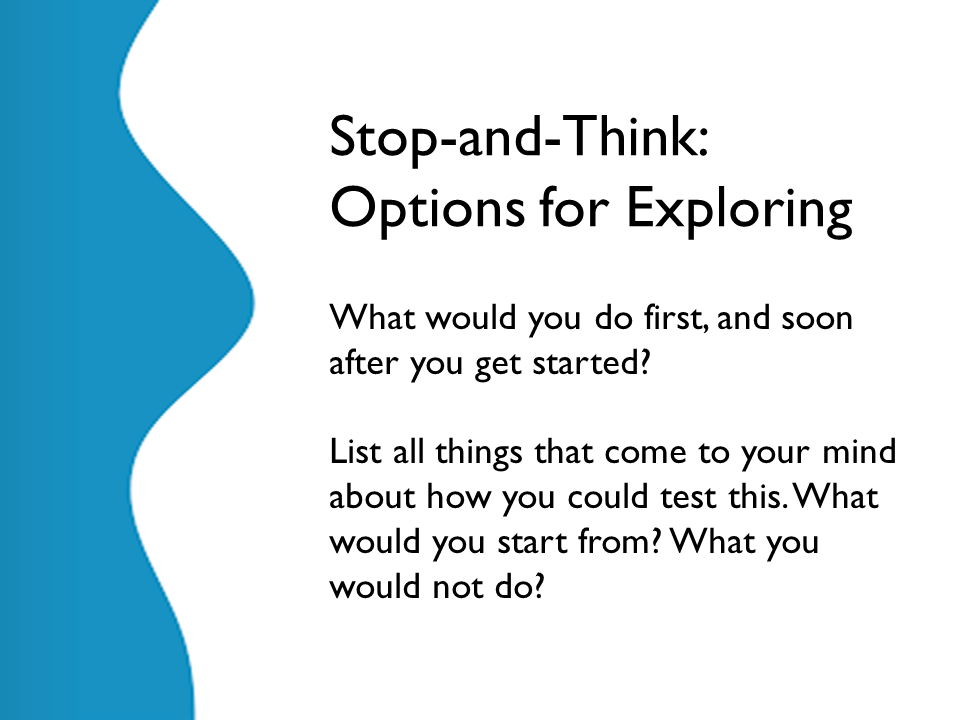 Stop-and-Think:
Options for Exploring
What would you do first, and soon
after you get started?
List all things that come to your mind
about how you could test this. What
would you start from? What you
would not do?